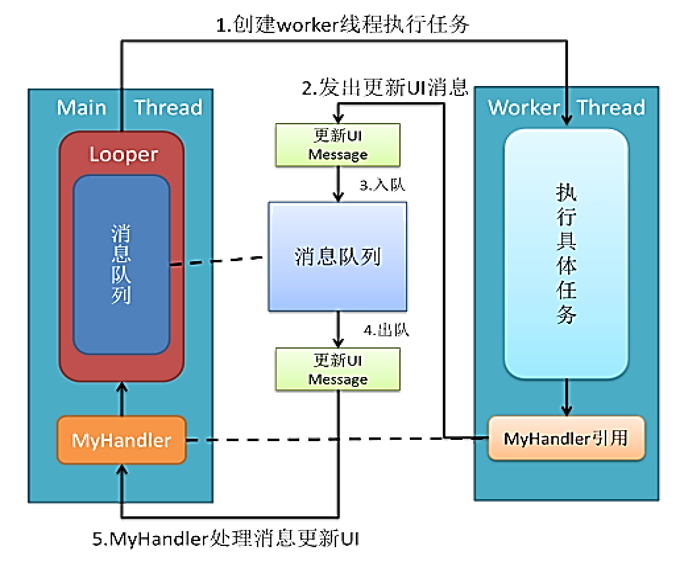 1.创建worker线程执行任务
2.发出更新UI消息
Main Thread
Worker Thread
Looper
更新UI
Message
3.入队
消息队列
消息队列
执行具体任务
4.出队
更新UI
Message
MyHandler
MyHandler引用
5.MyHandler处理消息更新UI